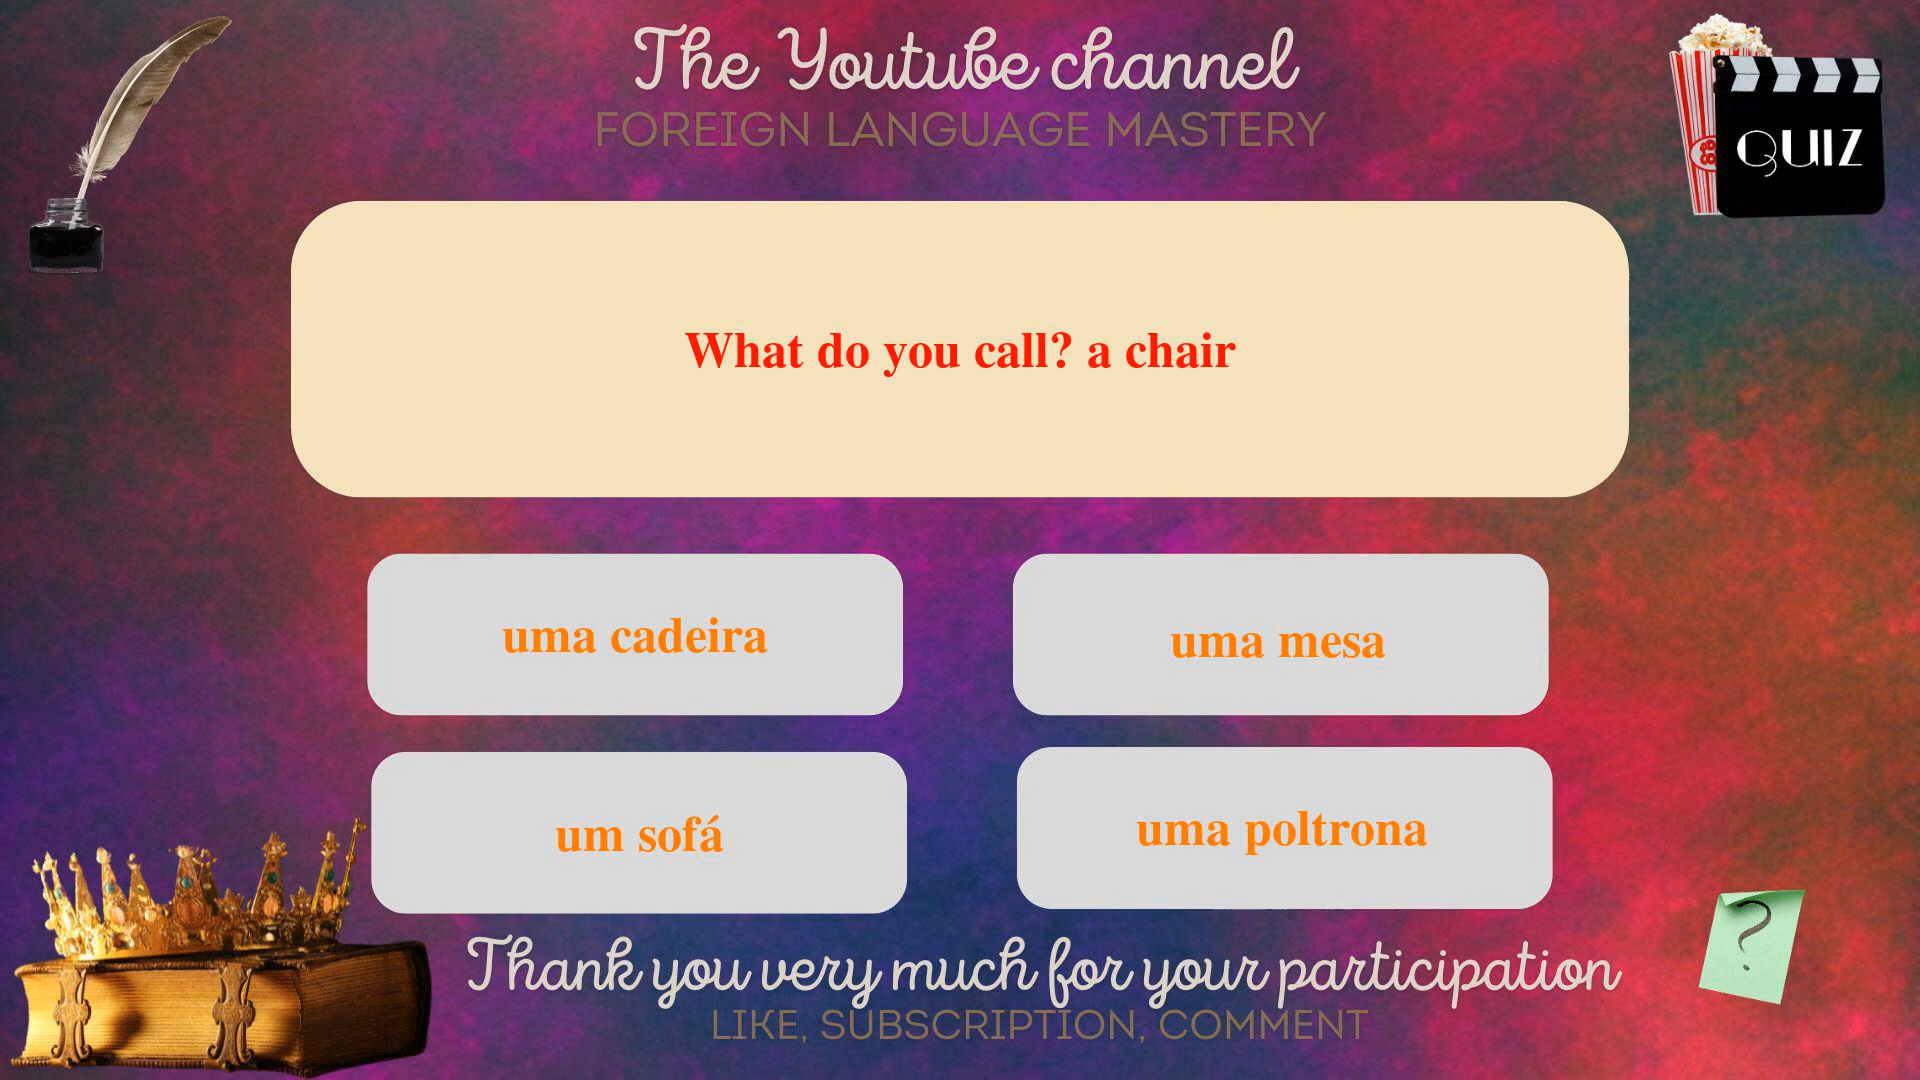 The Youtube channel
FOREIGN LANGUAGE MASTERY
QUIZ
88
What do you call? a chair
uma cadeira
uma mesa
um sofá
uma poltrona
?
Thank you very much for your participation
LIKE, SUBSCRIPTION, COMMENT